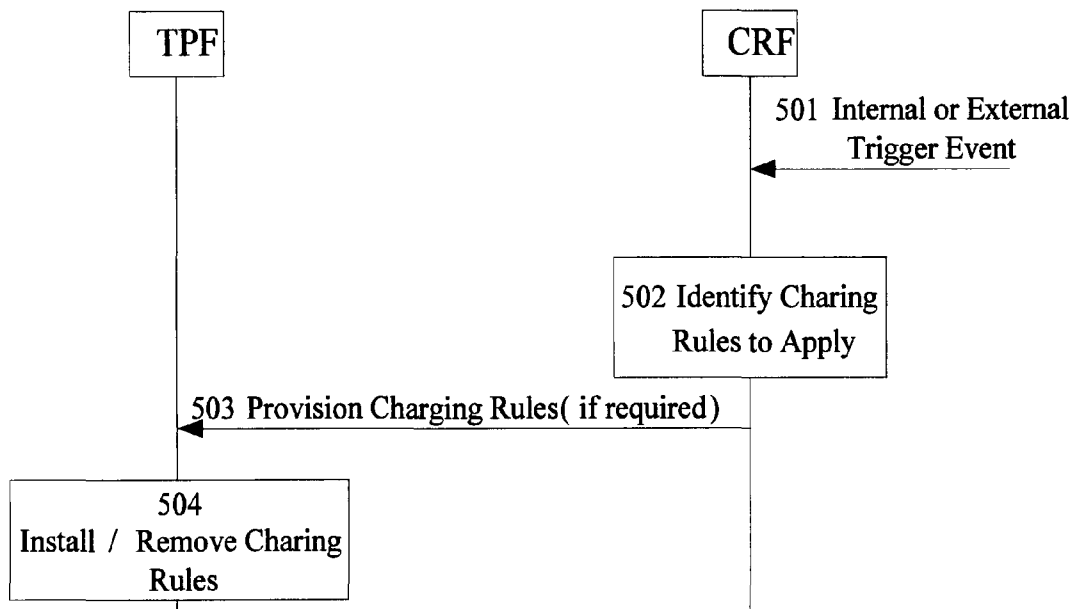 TPF
CRF
501 Internal or External
Trigger Event
502 Identify Charing
Rules to Apply
503 Provision Charging Rules( if required)
504
Install / Remove Charing
Rules